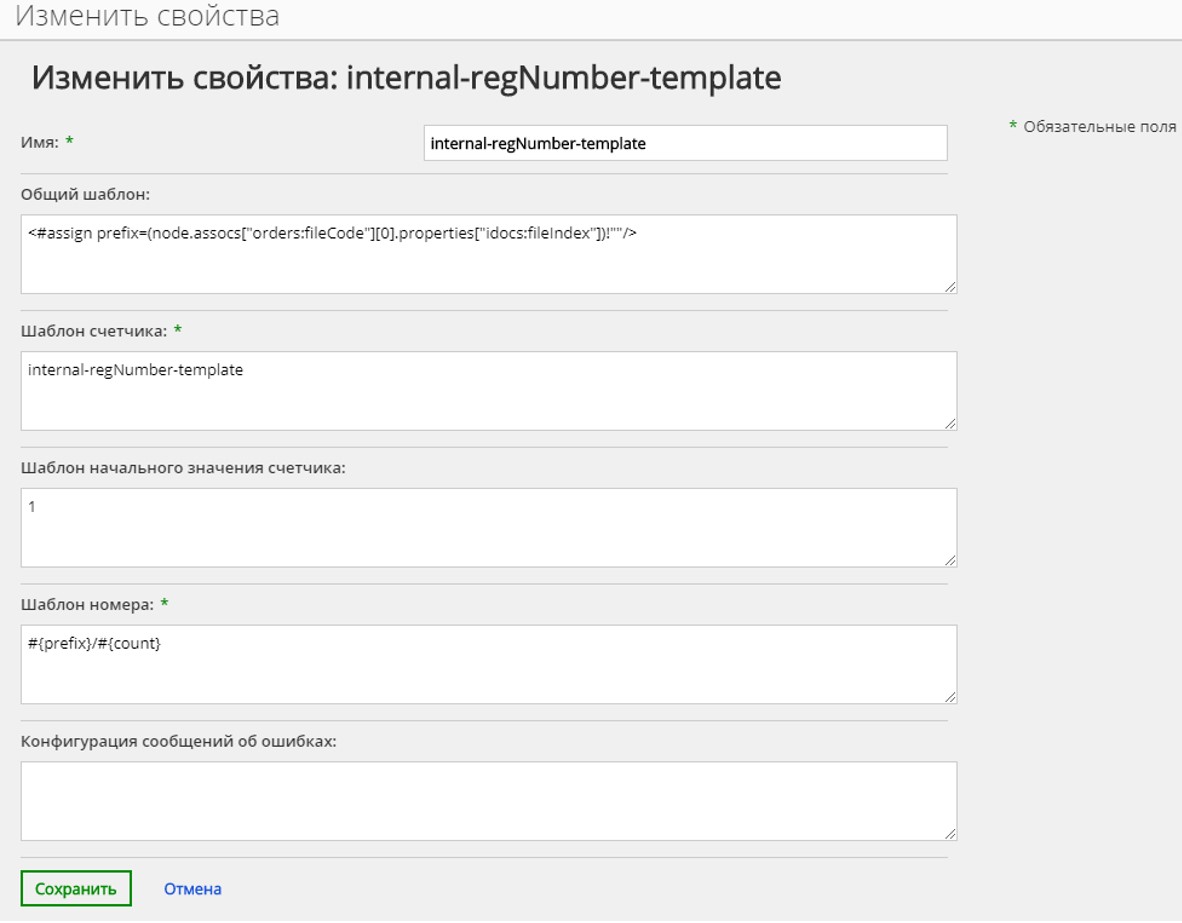 Изменить свойства
Изменить свойства: internal-regNumber-template
* Обязательные поля
Имя: *
internal-regNumber-template
Общий шаблон:
<#assign prefix=(node.assocs["orders:fileCode"][0].properties["idocs:fileIndex"])!""/>
Шаблон счетчика: *
internal-regNumber-template
Шаблон начального значения счетчика:
1
Шаблон номера: *
#{prefix}/#{count}
Конфигурация сообщений об ошибках:
Сохранить
Отмена